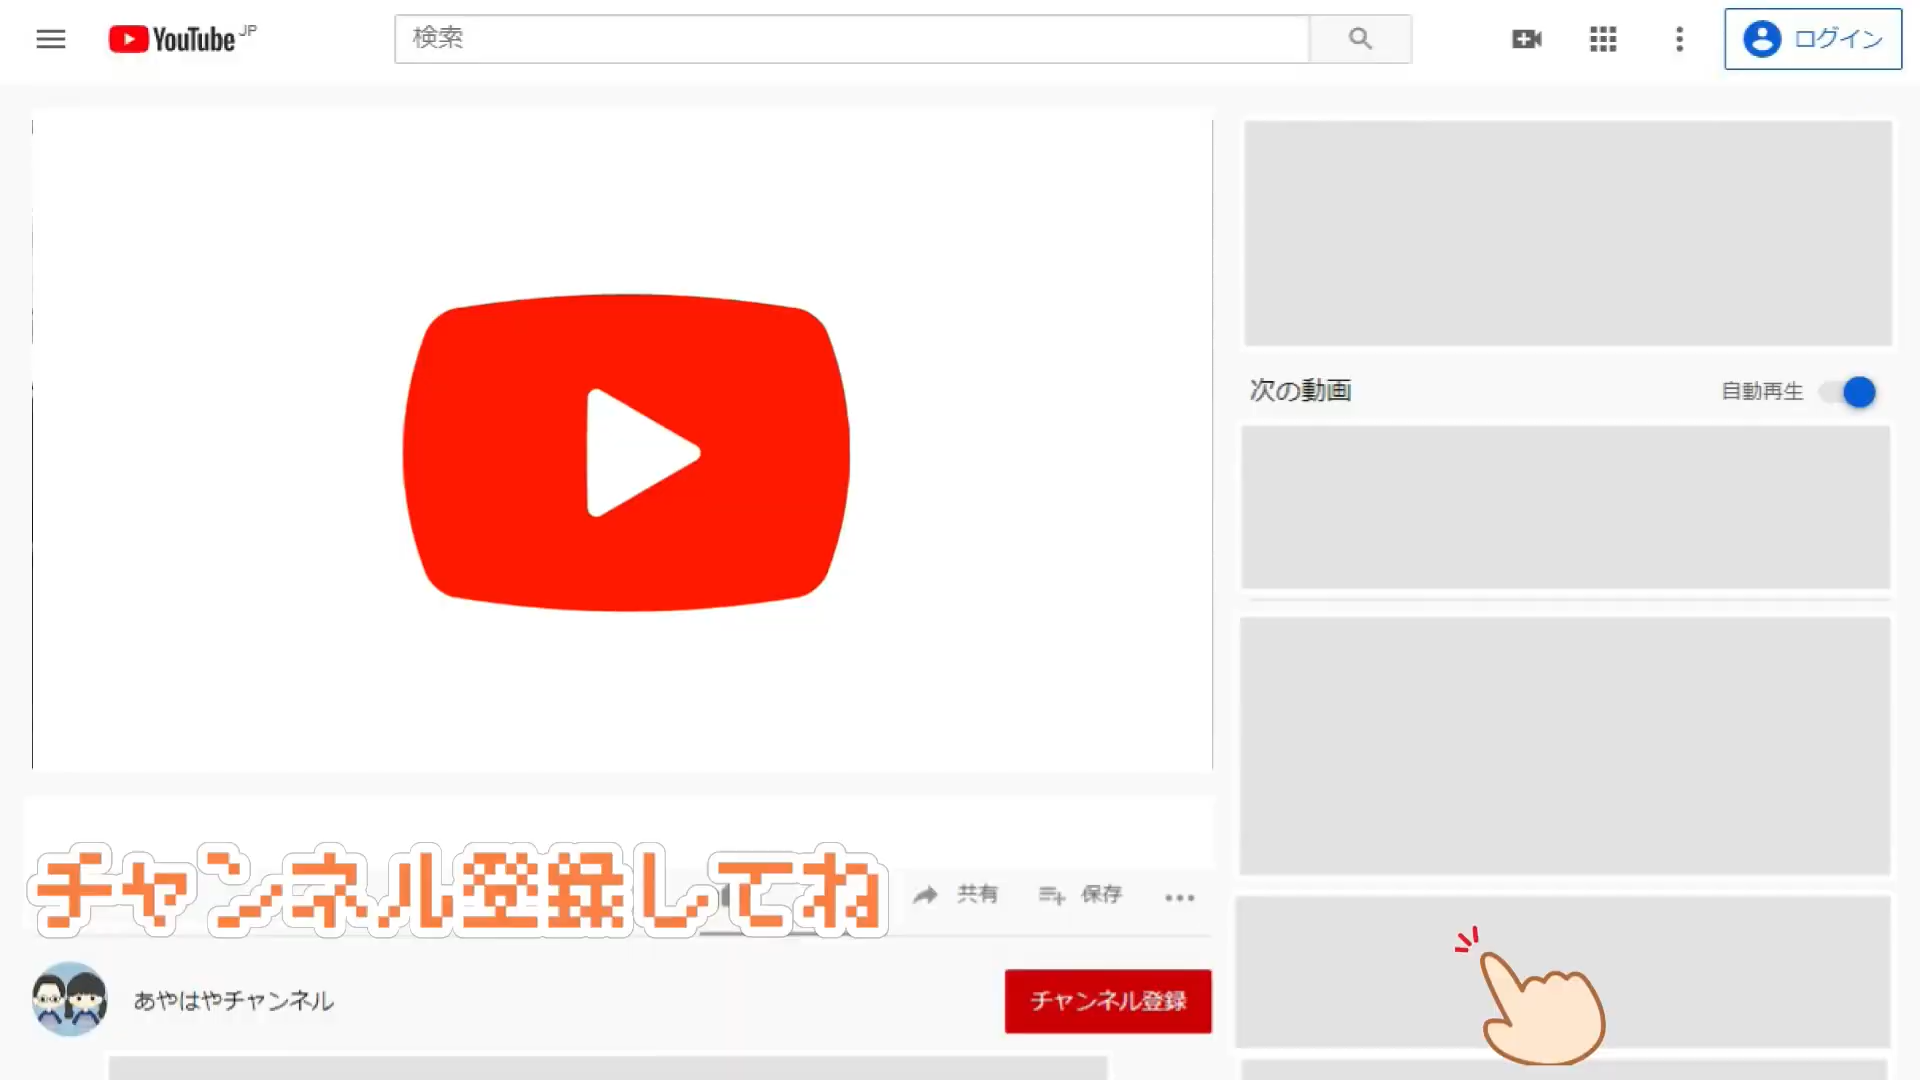 YouTube JP
検索
ログイン
次の動画
自動再生
チャンネル登録してね
共有
保存
あやはやチャンネル
チャンネル登録